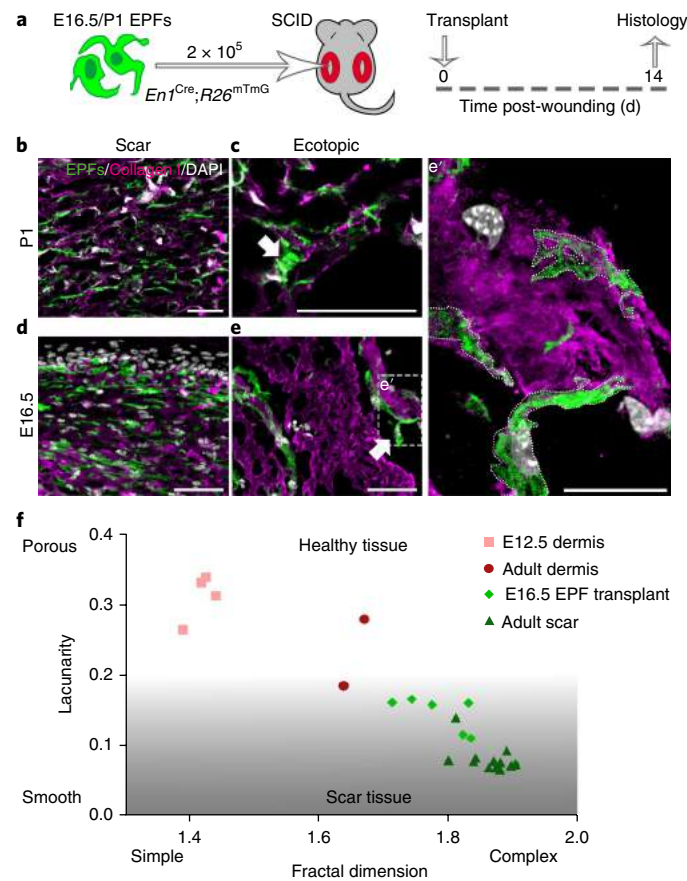 a
E16.5/P1 EPFs
2 × 10⁵
En1ᶜʳᵉ;R26ᵐᵀᵐᴳ
SCID
Transplant
Histology
0
14
Time post-wounding (d)
b
Scar
c
Ecotopic
EPFs/Collagen I/DAPI
P1
e′
d
e
E16.5
e′
f
Porous
Healthy tissue
E12.5 dermis
Adult dermis
E16.5 EPF transplant
Adult scar
Lacunarity
0.4
0.3
0.2
0.1
0.0
Smooth
Scar tissue
1.4
1.6
1.8
2.0
Simple
Complex
Fractal dimension